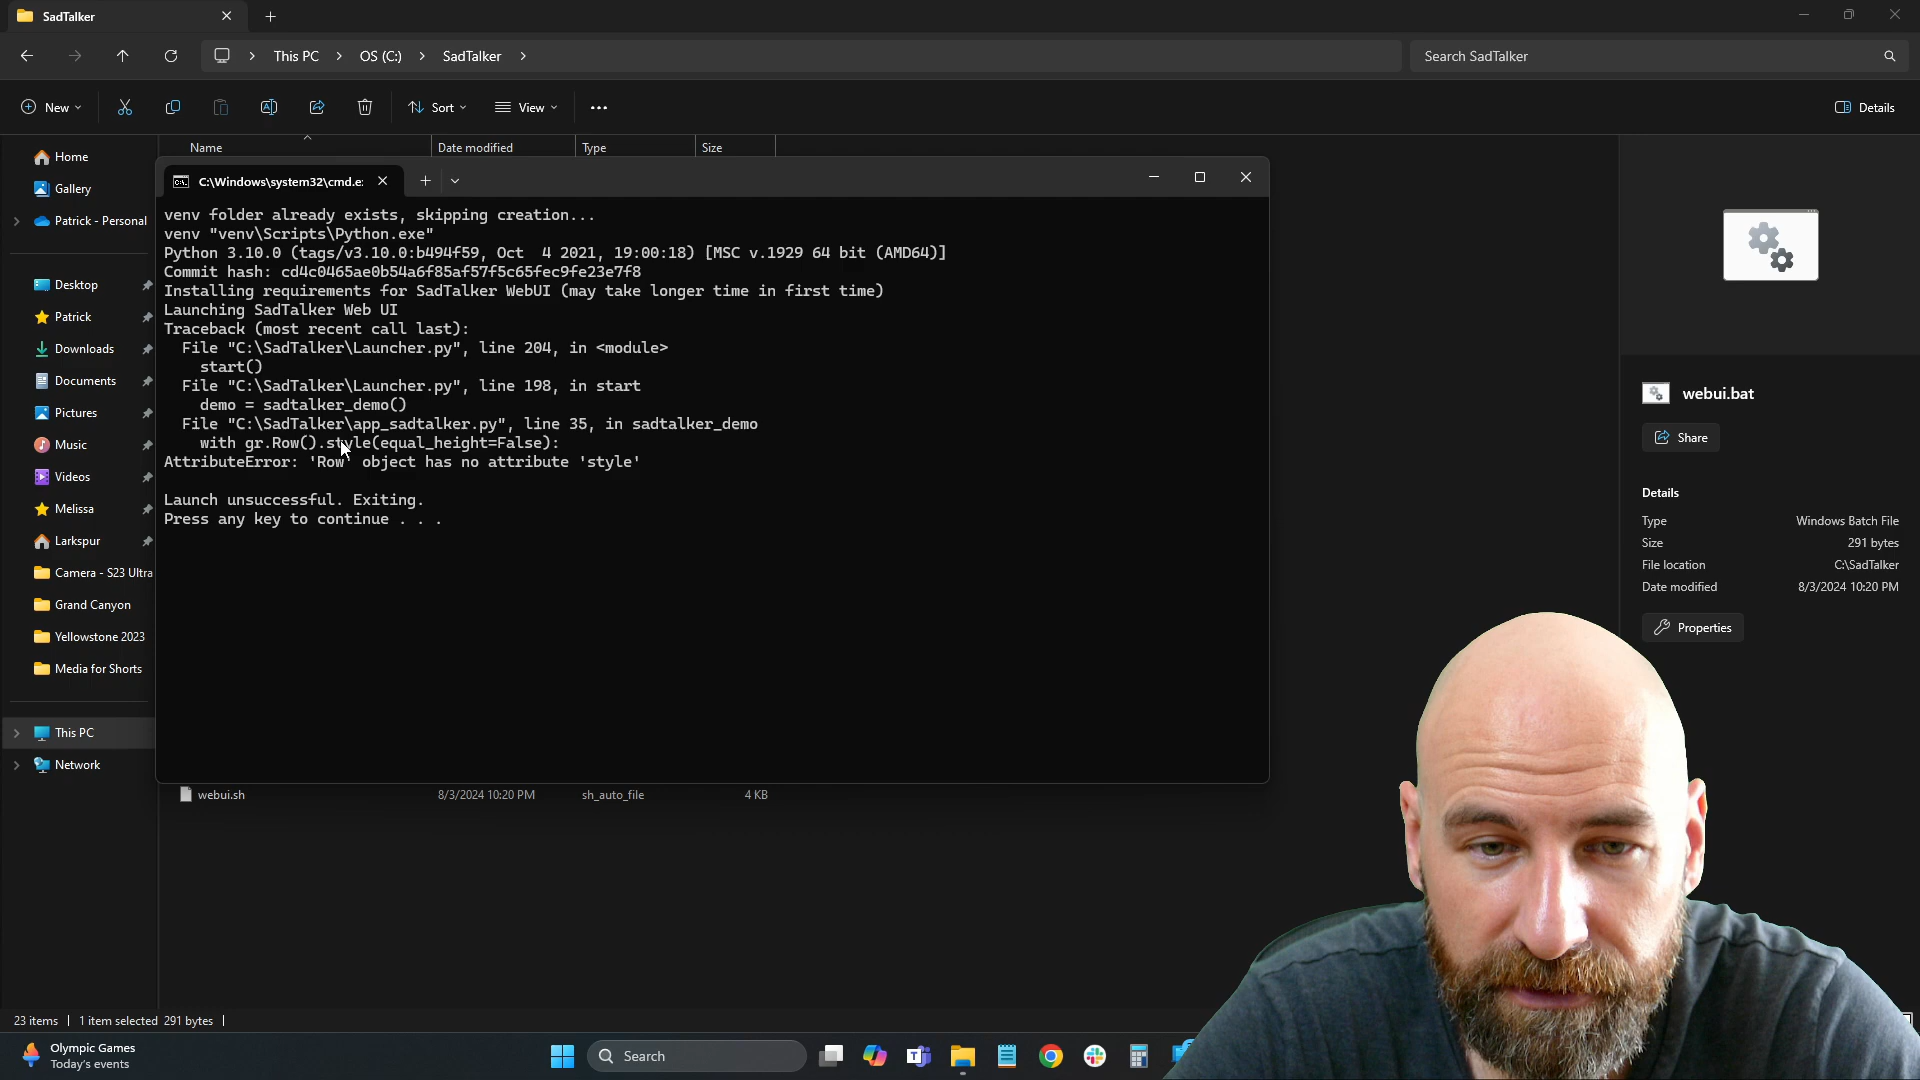 SadTalker
This PC
OS (C:)
SadTalker
Search SadTalker
New
Sort
View
Details
Name
Date modified
Type
Size
Home
Gallery
Patrick - Personal
Desktop
Patrick
Downloads
Documents
Pictures
Music
Videos
Melissa
Larkspur
Camera - S23 Ultra
Grand Canyon
Yellowstone 2023
Media for Shorts
This PC
Network
C:\Windows\system32\cmd.e:
venv folder already exists, skipping creation...
venv "venv\Scripts\Python.exe"
Python 3.10.0 (tags/v3.10.0:b494f59, Oct  4 2021, 19:00:18) [MSC v.1929 64 bit (AMD64)]
Commit hash: cd4c0465ae0b54a6f85af57f5c65fec9fe23e7f8
Installing requirements for SadTalker WebUI (may take longer time in first time)
Launching SadTalker Web UI
Traceback (most recent call last):
File "C:\SadTalker\Launcher.py", line 204, in <module>
start()
File "C:\SadTalker\Launcher.py", line 198, in start
demo = sadtalker_demo()
File "C:\SadTalker\app_sadtalker.py", line 35, in sadtalker_demo
with gr.Row().style(equal_height=False):
AttributeError: 'Row' object has no attribute 'style'
Launch unsuccessful. Exiting.
Press any key to continue . . .
webui.sh
8/3/2024 10:20 PM
sh_auto_file
4 KB
webui.bat
Share
Details
Type
Windows Batch File
Size
291 bytes
File location
C:\SadTalker
Date modified
8/3/2024 10:20 PM
Properties
23 items
1 item selected 291 bytes
Olympic Games
Today's events
Search